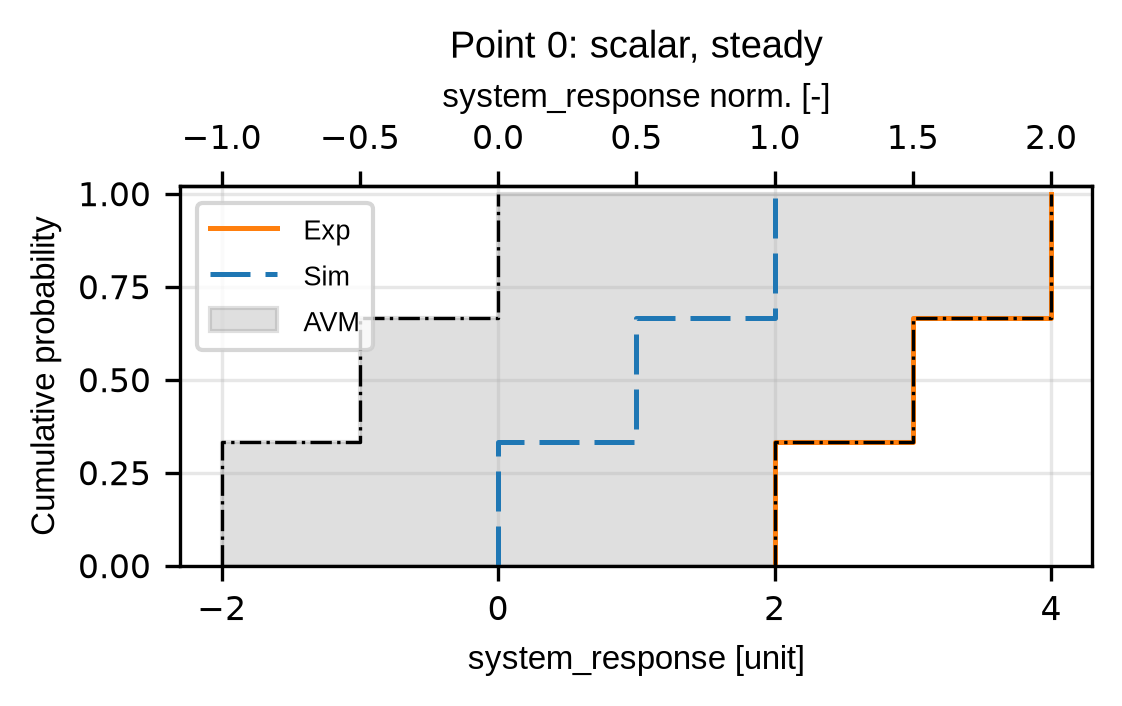 Point 0: scalar, steady
system_response norm. [-]
−1.0 −0.5 0.0 0.5 1.0 1.5 2.0
1.00
0.75
0.50
0.25
0.00
Cumulative probability
Exp
Sim
AVM
−2 0 2 4
system_response [unit]